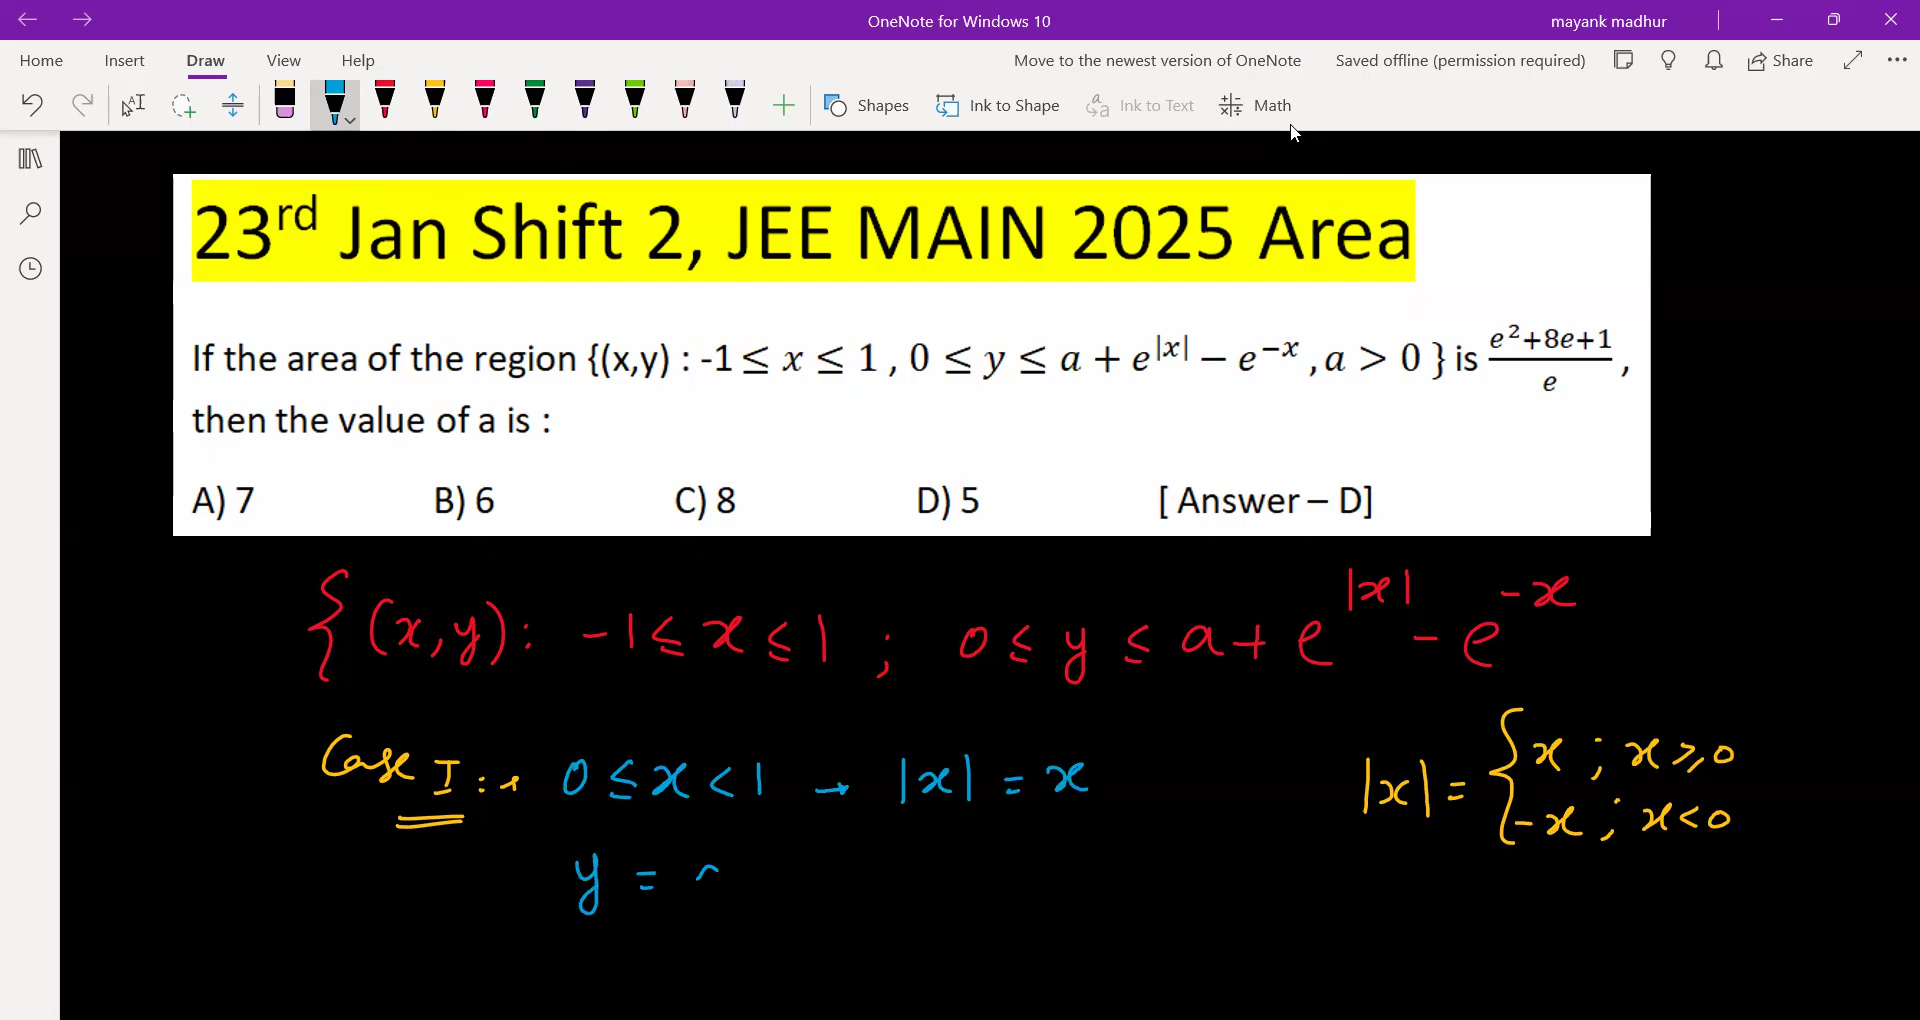 OneNote for Windows 10
mayank madhur
Home Insert Draw View Help
Move to the newest version of OneNote Saved offline (permission required) Share
Shapes Ink to Shape Ink to Text Math
23rd Jan Shift 2, JEE MAIN 2025 Area
If the area of the region {(x,y) : -1 ≤ x ≤ 1 , 0 ≤ y ≤ a + e^|x| − e^−x , a > 0 } is (e^2+8e+1)/e ,
then the value of a is :
A) 7 B) 6 C) 8 D) 5 [ Answer – D]
{ (x, y) : -1 ≤ x ≤ 1 ; 0 ≤ y ≤ a + e^|x| - e^-x
Case I :→ 0 ≤ x < 1 → |x| = x
|x| = { x ; x ≥ 0
-x ; x < 0
y =